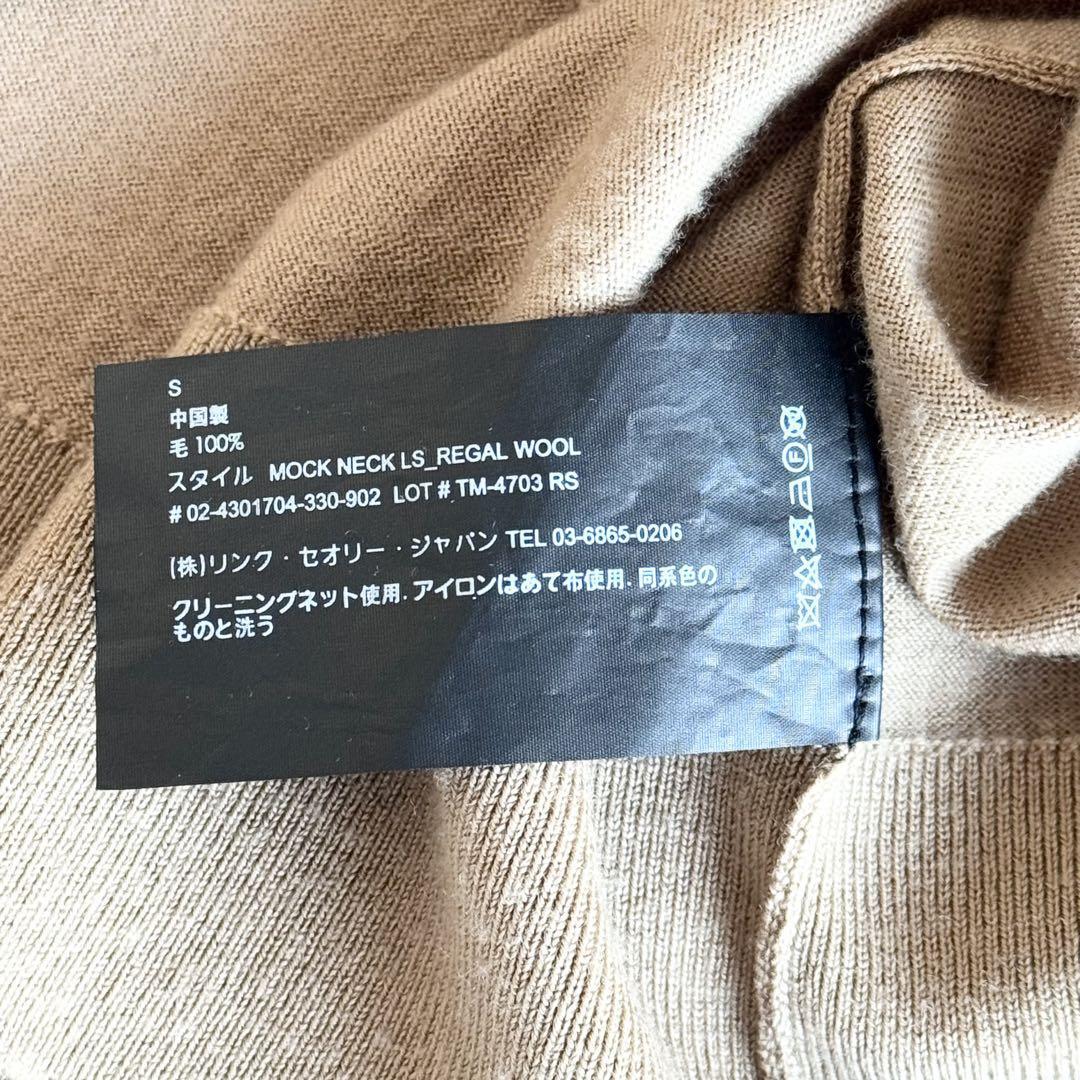 S
中国製
毛 100%
スタイル MOCK NECK LS_REGAL WOOL
# 02-4301704-330-902 LOT # TM-4703 RS
(株)リンク・セオリー・ジャパン TEL 03-6865-0206
クリーニングネット使用. アイロンはあて布使用. 同系色の
ものと洗う
F